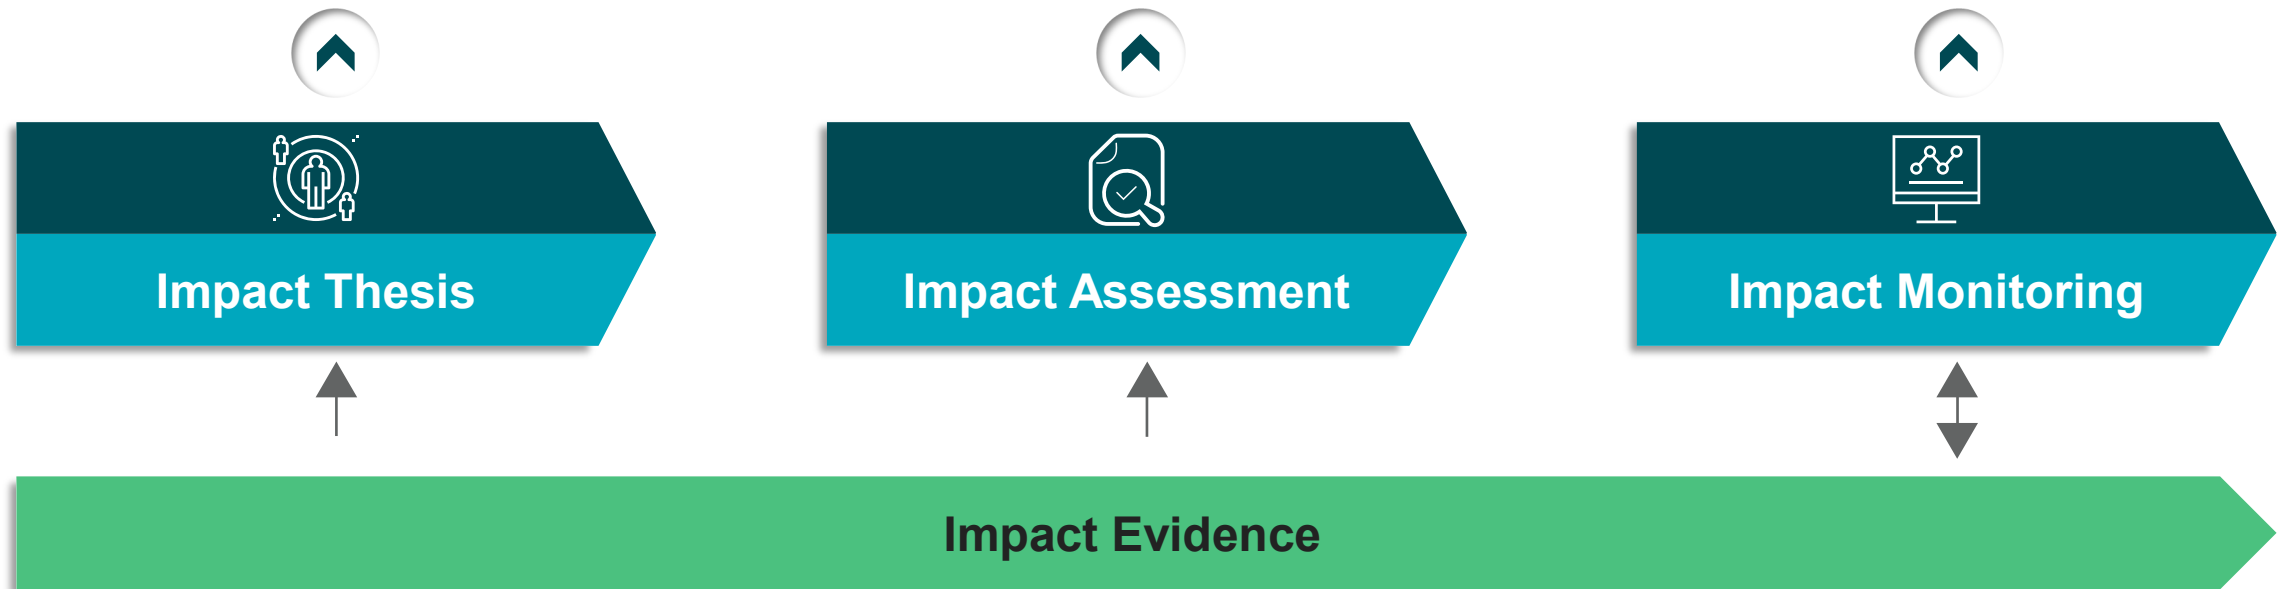 Impact Thesis
Impact Assessment
Impact Monitoring
Impact Evidence